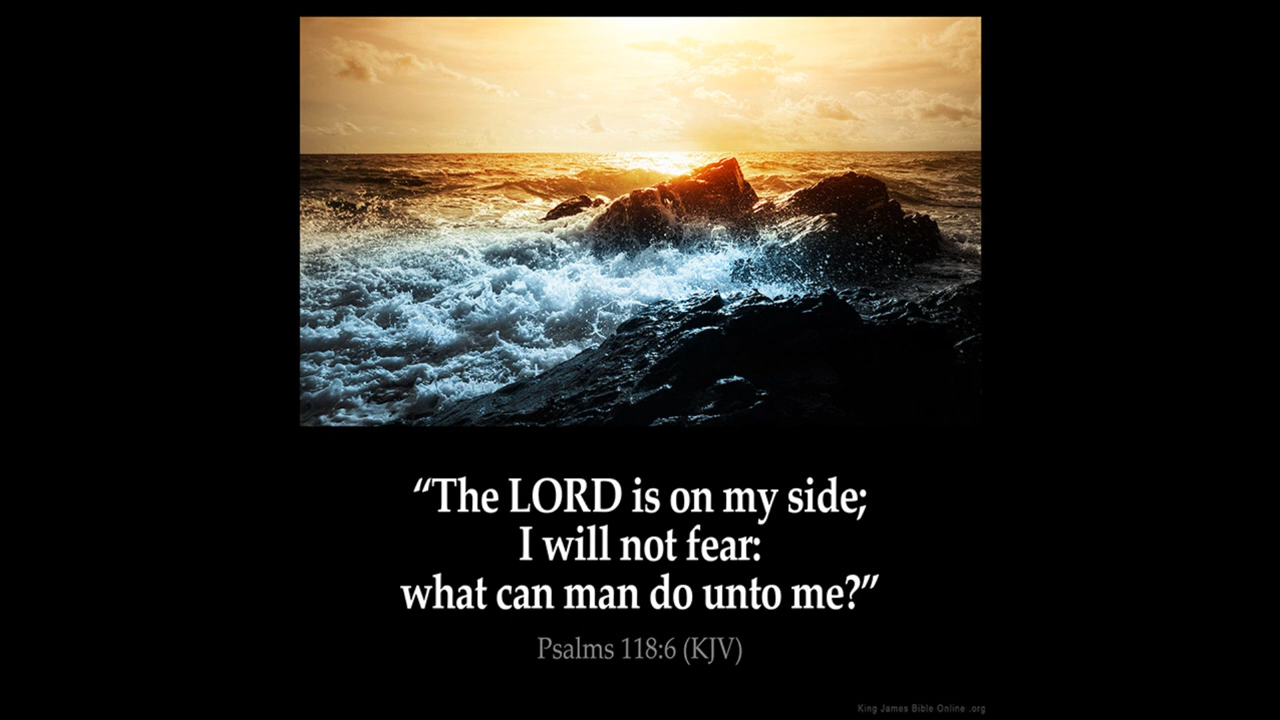 “The LORD is on my side;
I will not fear:
what can man do unto me?”
Psalms 118:6 (KJV)
King James Bible Online .org